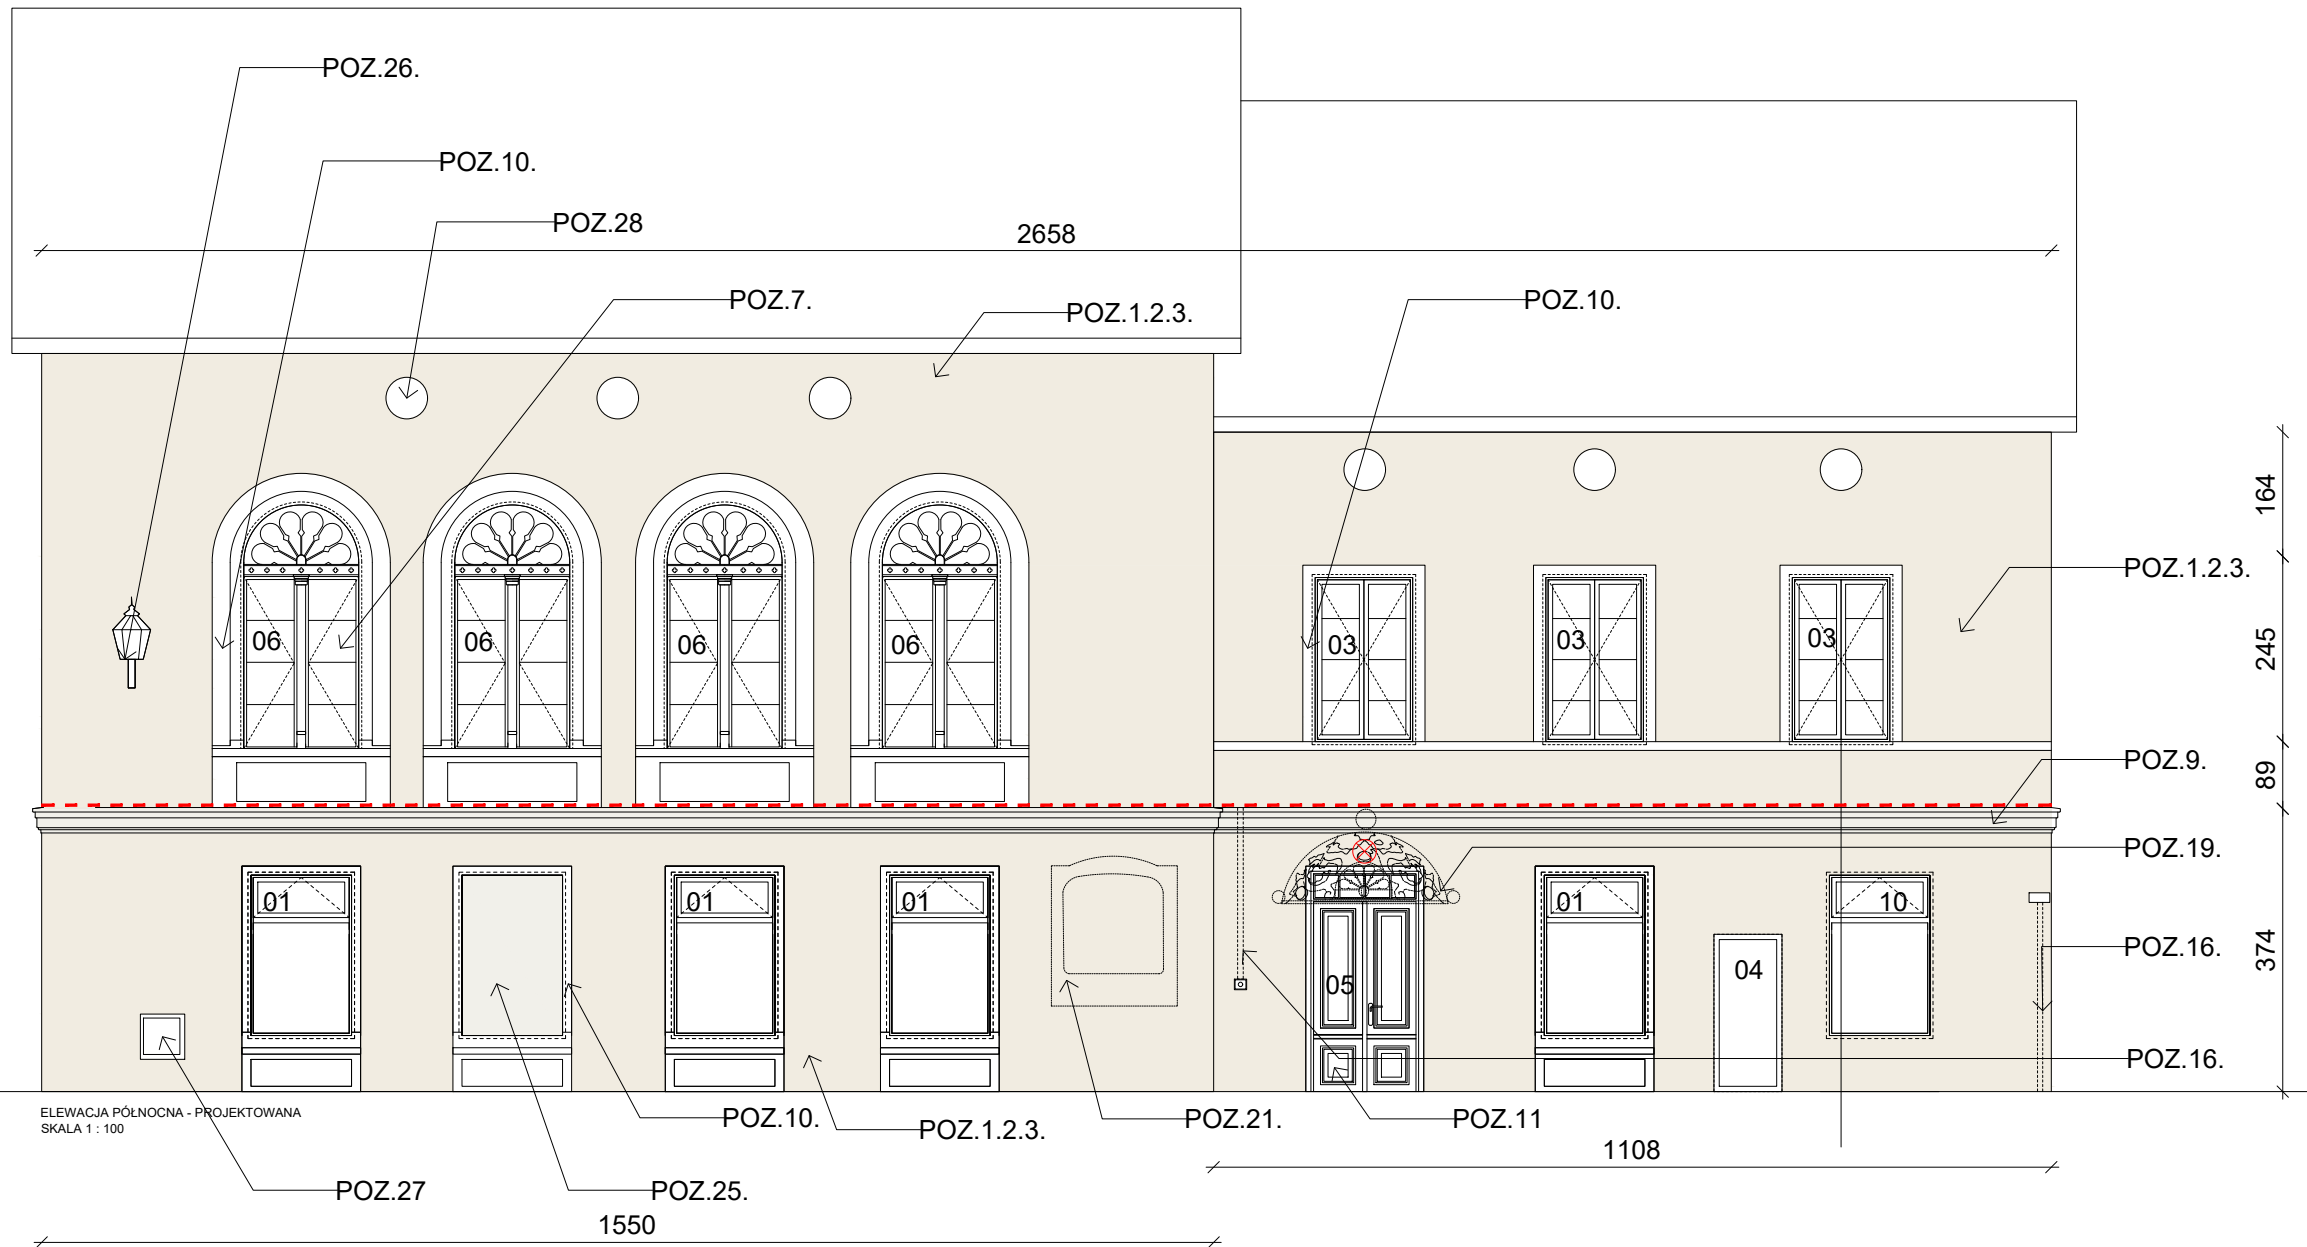 POZ.26.
POZ.10.
POZ.28
2658
POZ.7.
POZ.1.2.3.
POZ.10.
164
POZ.1.2.3.
245
06
06
06
06
03
03
03
POZ.9.
89
POZ.19.
01
01
01
01
10
POZ.16.
374
04
05
POZ.16.
ELEWACJA PÓŁNOCNA - PROJEKTOWANA
SKALA 1 : 100
POZ.10.
POZ.1.2.3.
POZ.21.
POZ.11
1108
POZ.27
POZ.25.
1550